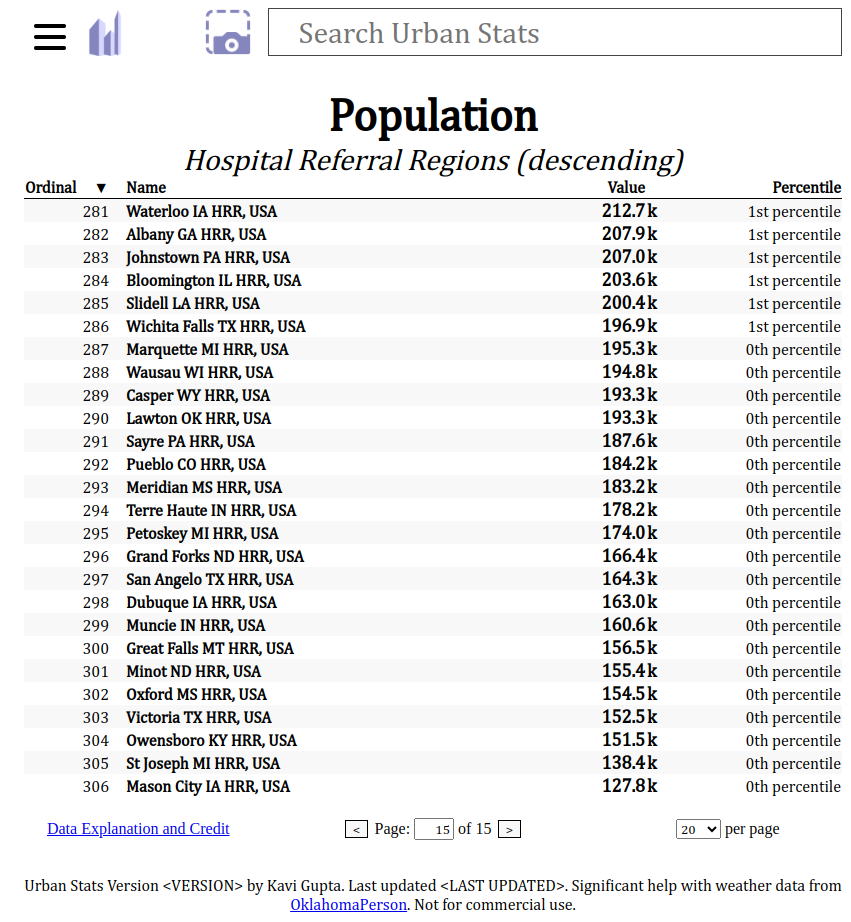 Search Urban Stats
Population
Hospital Referral Regions (descending)
Ordinal ▼ Name Value Percentile
281 Waterloo IA HRR, USA 212.7k 1st percentile
282 Albany GA HRR, USA 207.9k 1st percentile
283 Johnstown PA HRR, USA 207.0k 1st percentile
284 Bloomington IL HRR, USA 203.6k 1st percentile
285 Slidell LA HRR, USA 200.4k 1st percentile
286 Wichita Falls TX HRR, USA 196.9k 1st percentile
287 Marquette MI HRR, USA 195.3k 0th percentile
288 Wausau WI HRR, USA 194.8k 0th percentile
289 Casper WY HRR, USA 193.3k 0th percentile
290 Lawton OK HRR, USA 193.3k 0th percentile
291 Sayre PA HRR, USA 187.6k 0th percentile
292 Pueblo CO HRR, USA 184.2k 0th percentile
293 Meridian MS HRR, USA 183.2k 0th percentile
294 Terre Haute IN HRR, USA 178.2k 0th percentile
295 Petoskey MI HRR, USA 174.0k 0th percentile
296 Grand Forks ND HRR, USA 166.4k 0th percentile
297 San Angelo TX HRR, USA 164.3k 0th percentile
298 Dubuque IA HRR, USA 163.0k 0th percentile
299 Muncie IN HRR, USA 160.6k 0th percentile
300 Great Falls MT HRR, USA 156.5k 0th percentile
301 Minot ND HRR, USA 155.4k 0th percentile
302 Oxford MS HRR, USA 154.5k 0th percentile
303 Victoria TX HRR, USA 152.5k 0th percentile
304 Owensboro KY HRR, USA 151.5k 0th percentile
305 St Joseph MI HRR, USA 138.4k 0th percentile
306 Mason City IA HRR, USA 127.8k 0th percentile
Data Explanation and Credit < Page: 15 of 15 > 20 per page
Urban Stats Version <VERSION> by Kavi Gupta. Last updated <LAST UPDATED>. Significant help with weather data from
OklahomaPerson. Not for commercial use.